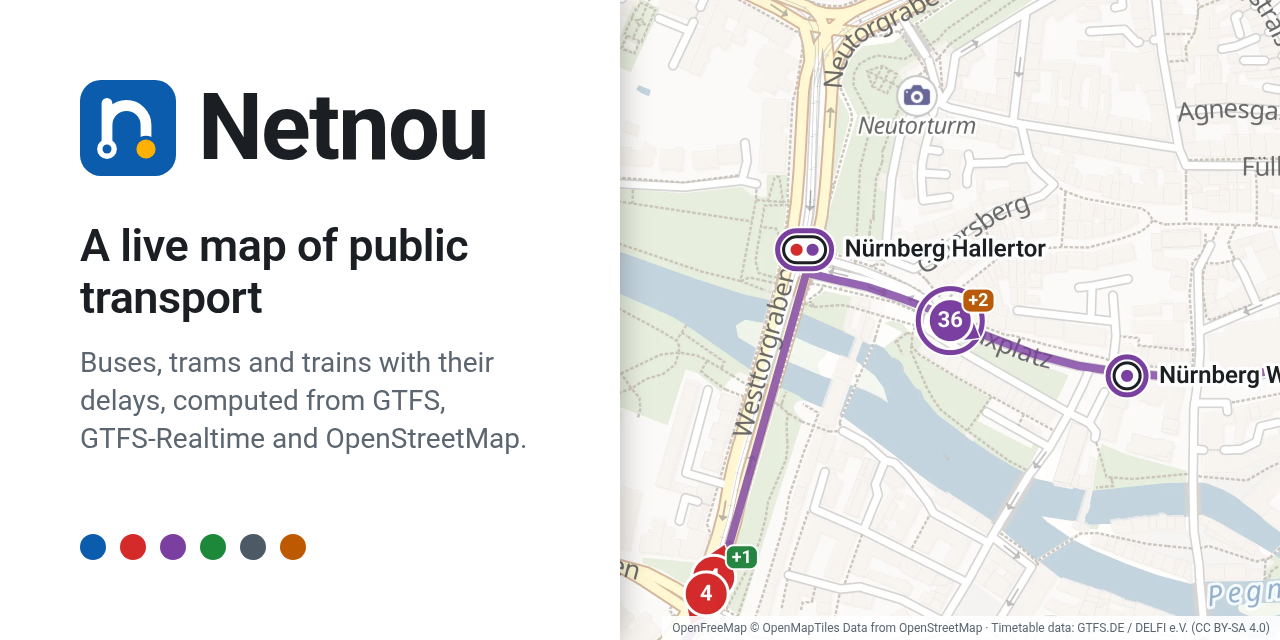 Netnou
A live map of public
transport
Buses, trams and trains with their
delays, computed from GTFS,
GTFS-Realtime and OpenStreetMap.
Neutorgrabe
Neutorturm
Agnesga
Füll
Nürnberg Hallertor
+2
36
Nürnberg W
Westtorgraben
+1
4
en
Pegn
OpenFreeMap © OpenMapTiles Data from OpenStreetMap · Timetable data: GTFS.DE / DELFI e.V. (CC BY-SA 4.0)